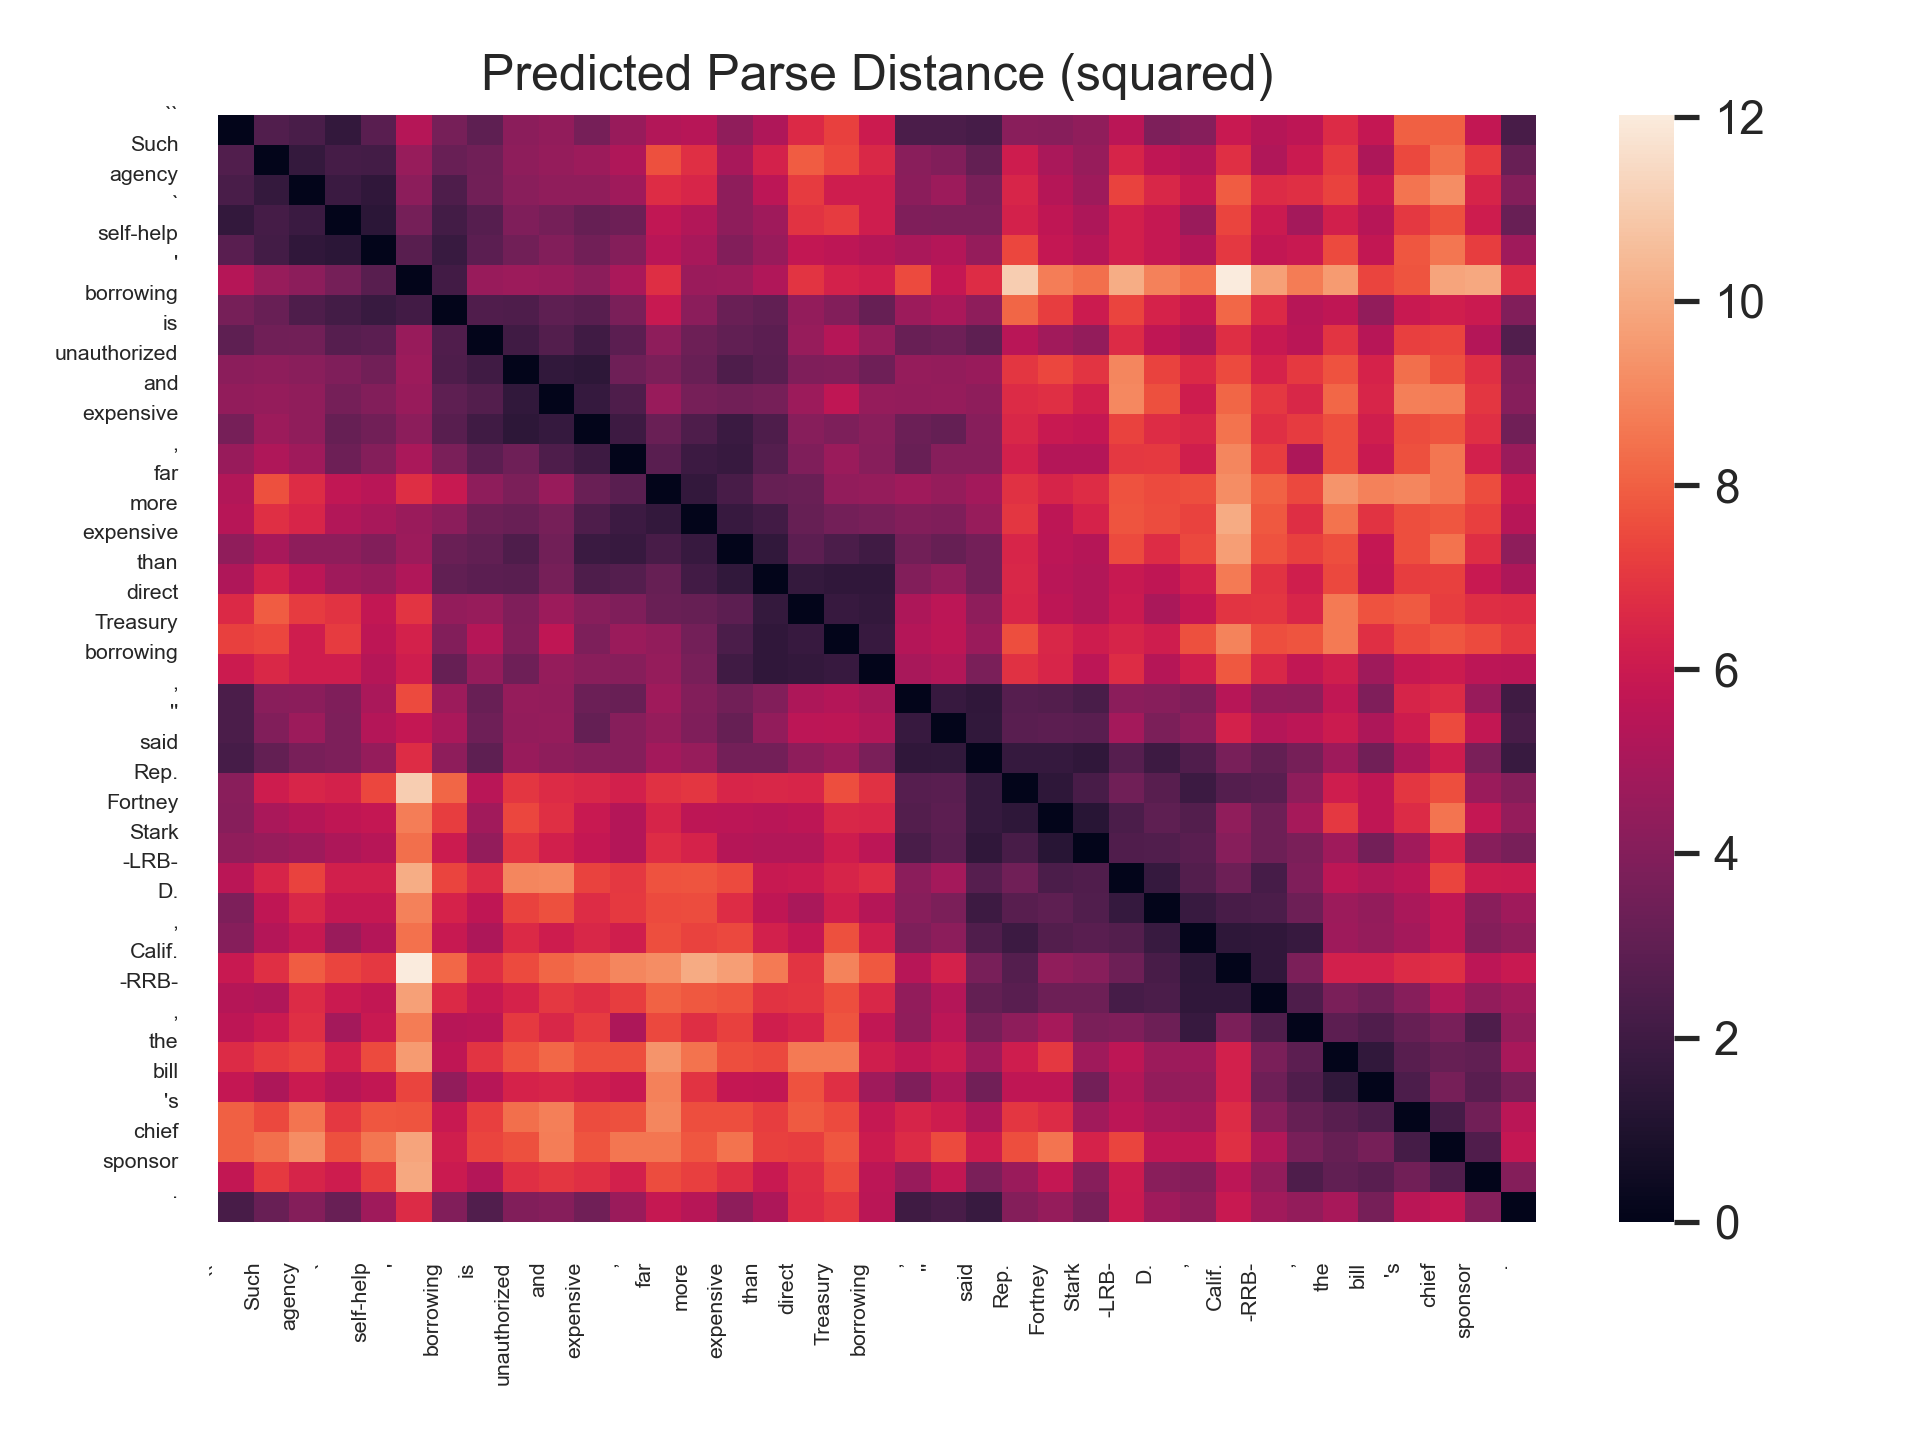 Predicted Parse Distance (squared)
``
Such
agency
`
self-help
'
borrowing
is
unauthorized
and
expensive
,
far
more
expensive
than
direct
Treasury
borrowing
,
''
said
Rep.
Fortney
Stark
-LRB-
D.
,
Calif.
-RRB-
,
the
bill
's
chief
sponsor
.
12
10
8
6
4
2
0
``
Such
agency
`
self-help
'
borrowing
is
unauthorized
and
expensive
,
far
more
expensive
than
direct
Treasury
borrowing
,
''
said
Rep.
Fortney
Stark
-LRB-
D.
,
Calif.
-RRB-
,
the
bill
's
chief
sponsor
.